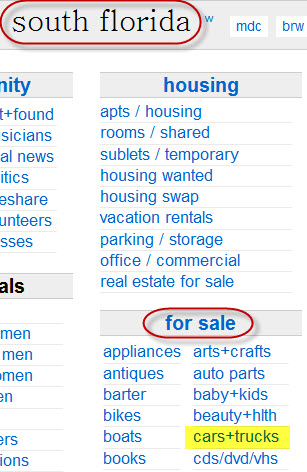 south florida w mdc brw
nity
t+found
sicians
al news
itics
eshare
unteers
sses
als
men
men
omen
en
ers
ions
housing
apts / housing
rooms / shared
sublets / temporary
housing wanted
housing swap
vacation rentals
parking / storage
office / commercial
real estate for sale
for sale
appliances arts+crafts
antiques auto parts
barter baby+kids
bikes beauty+hlth
boats cars+trucks
books cds/dvd/vhs